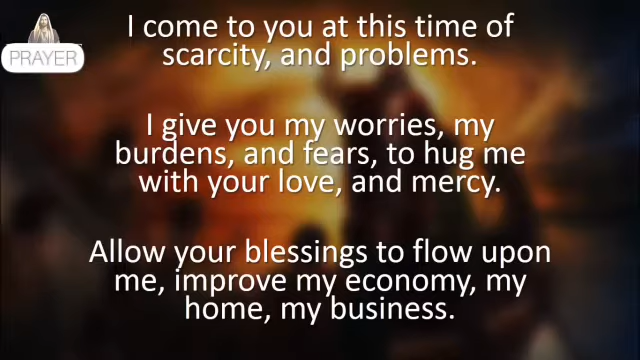 PRAYER
I come to you at this time of
scarcity, and problems.
I give you my worries, my
burdens, and fears, to hug me
with your love, and mercy.
Allow your blessings to flow upon
me, improve my economy, my
home, my business.